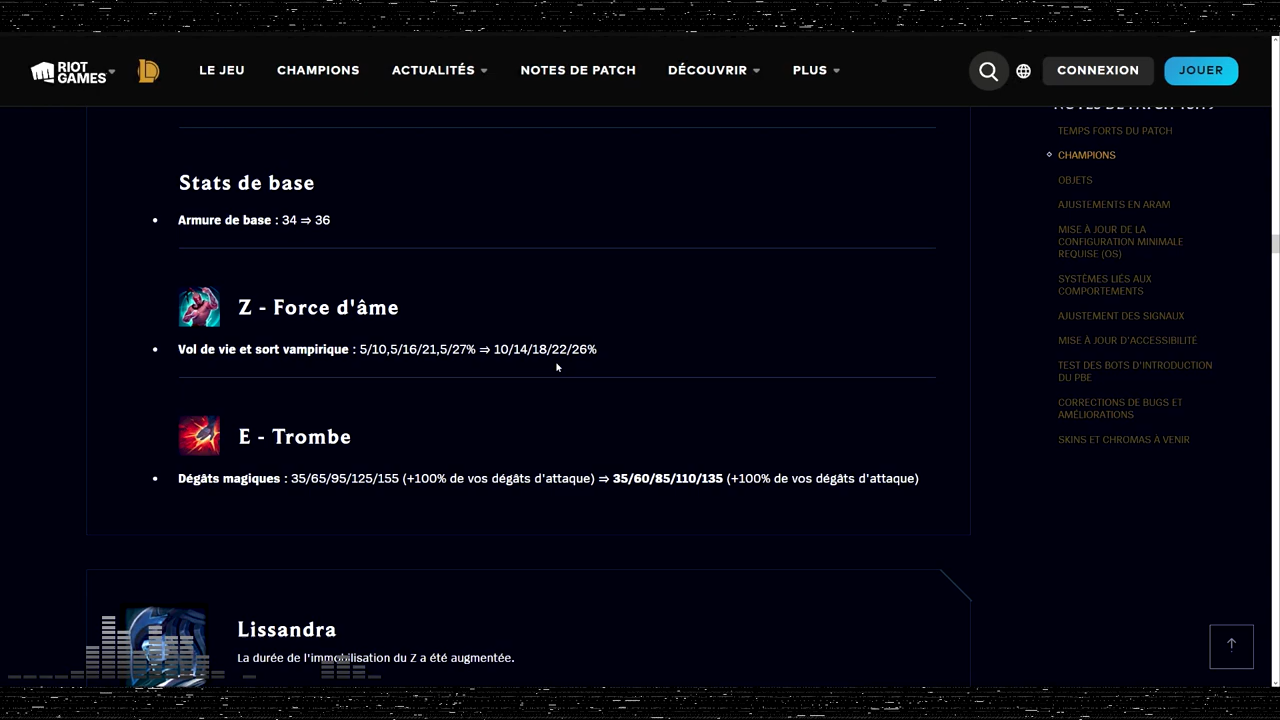 RIOT GAMES
LE JEU
CHAMPIONS
ACTUALITÉS
NOTES DE PATCH
DÉCOUVRIR
PLUS
CONNEXION
JOUER
Stats de base
• Armure de base : 34 ⇒ 36
Z - Force d'âme
• Vol de vie et sort vampirique : 5/10,5/16/21,5/27% ⇒ 10/14/18/22/26%
E - Trombe
• Dégâts magiques : 35/65/95/125/155 (+100% de vos dégâts d'attaque) ⇒ 35/60/85/110/135 (+100% de vos dégâts d'attaque)
Lissandra
La durée de l'immobilisation du Z a été augmentée.
TEMPS FORTS DU PATCH
CHAMPIONS
OBJETS
AJUSTEMENTS EN ARAM
MISE À JOUR DE LA
CONFIGURATION MINIMALE
REQUISE (OS)
SYSTÈMES LIÉS AUX
COMPORTEMENTS
AJUSTEMENT DES SIGNAUX
MISE À JOUR D'ACCESSIBILITÉ
TEST DES BOTS D'INTRODUCTION
DU PBE
CORRECTIONS DE BUGS ET
AMÉLIORATIONS
SKINS ET CHROMAS À VENIR